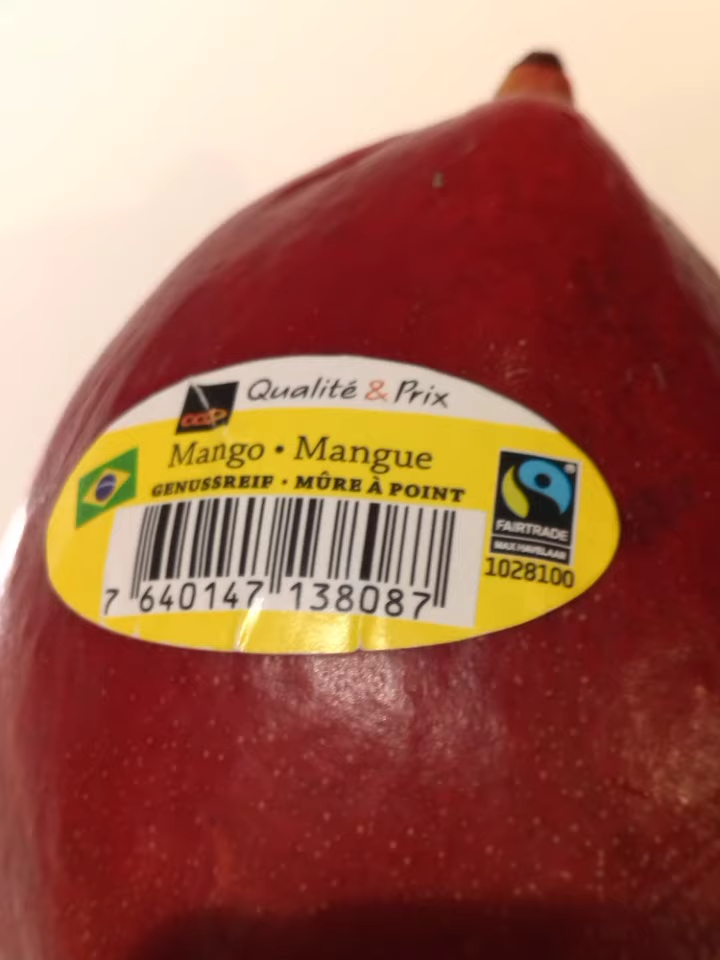 coop
Qualité & Prix
Mango • Mangue
GENUSSREIF • MÛRE À POINT
7 640147 138087
FAIRTRADE
MAX HAVELAAR
1028100